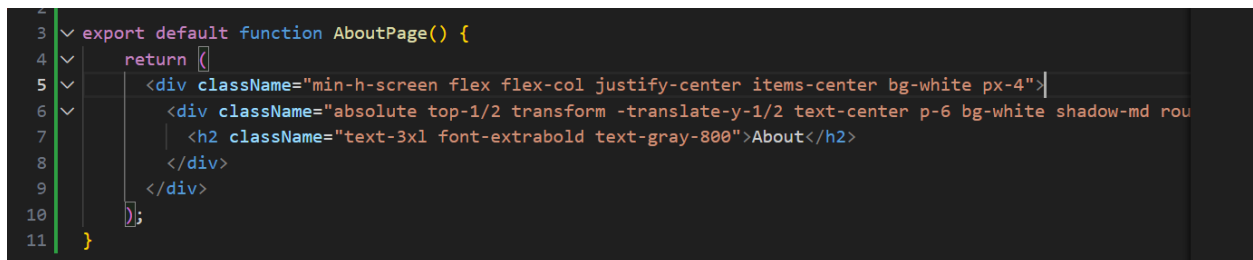 3 export default function AboutPage() {
4 return (
5 <div className="min-h-screen flex flex-col justify-center items-center bg-white px-4">
6 <div className="absolute top-1/2 transform -translate-y-1/2 text-center p-6 bg-white shadow-md rou
7 <h2 className="text-3xl font-extrabold text-gray-800">About</h2>
8 </div>
9 </div>
10 );
11 }